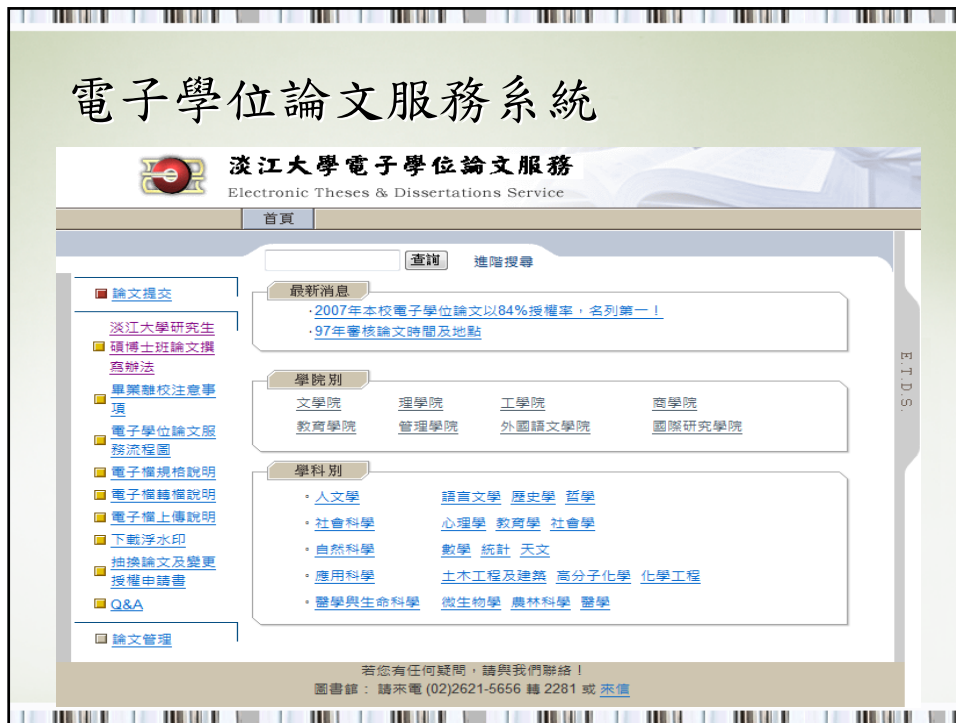 電子學位論文服務系統
淡江大學電子學位論文服務
Electronic Theses & Dissertations Service
首頁
查詢 進階搜尋
論文提交
淡江大學研究生
碩博士班論文撰
寫辦法
畢業離校注意事
項
電子學位論文服
務流程圖
電子檔規格說明
電子檔轉檔說明
電子檔上傳說明
下載浮水印
抽換論文及變更
授權申請書
Q&A
論文管理
最新消息
·2007年本校電子學位論文以84%授權率,名列第一!
·97年審核論文時間及地點
學院別
文學院 理學院 工學院 商學院
教育學院 管理學院 外國語文學院 國際研究學院
學科別
人文學 語言文學 歷史學 哲學
社會科學 心理學 教育學 社會學
自然科學 數學 統計 天文
應用科學 土木工程及建築 高分子化學 化學工程
醫學與生命科學 微生物學 農林科學 醫學
E.T.D.S.
若您有任何疑問,請與我們聯絡!
圖書館: 請來電 (02)2621-5656 轉 2281 或 來信